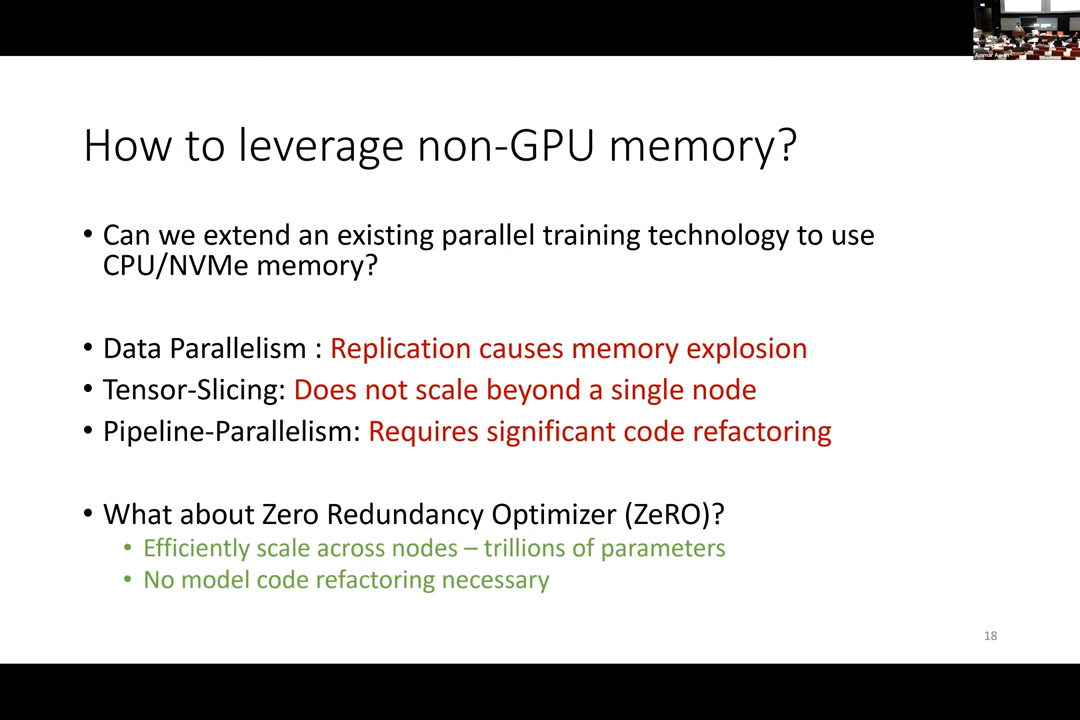 Ammar Awan
How to leverage non-GPU memory?
• Can we extend an existing parallel training technology to use
CPU/NVMe memory?
• Data Parallelism : Replication causes memory explosion
• Tensor-Slicing: Does not scale beyond a single node
• Pipeline-Parallelism: Requires significant code refactoring
• What about Zero Redundancy Optimizer (ZeRO)?
• Efficiently scale across nodes – trillions of parameters
• No model code refactoring necessary
18